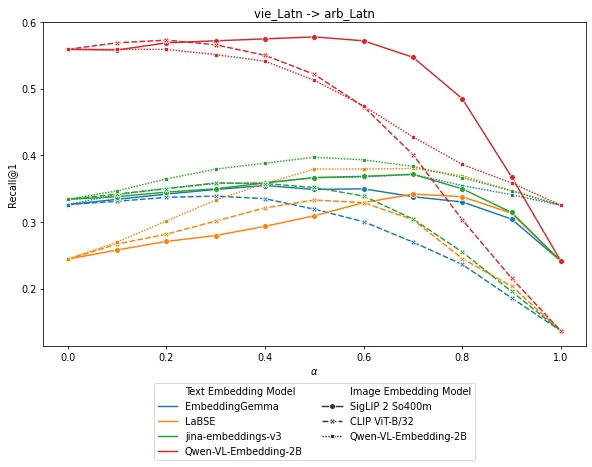 vie_Latn -> arb_Latn
0.6
0.5
0.4
0.3
0.2
Recall@1
0.0 0.2 0.4 0.6 0.8 1.0
α
Text Embedding Model Image Embedding Model
EmbeddingGemma SigLIP 2 So400m
LaBSE CLIP ViT-B/32
jina-embeddings-v3 Qwen-VL-Embedding-2B
Qwen-VL-Embedding-2B